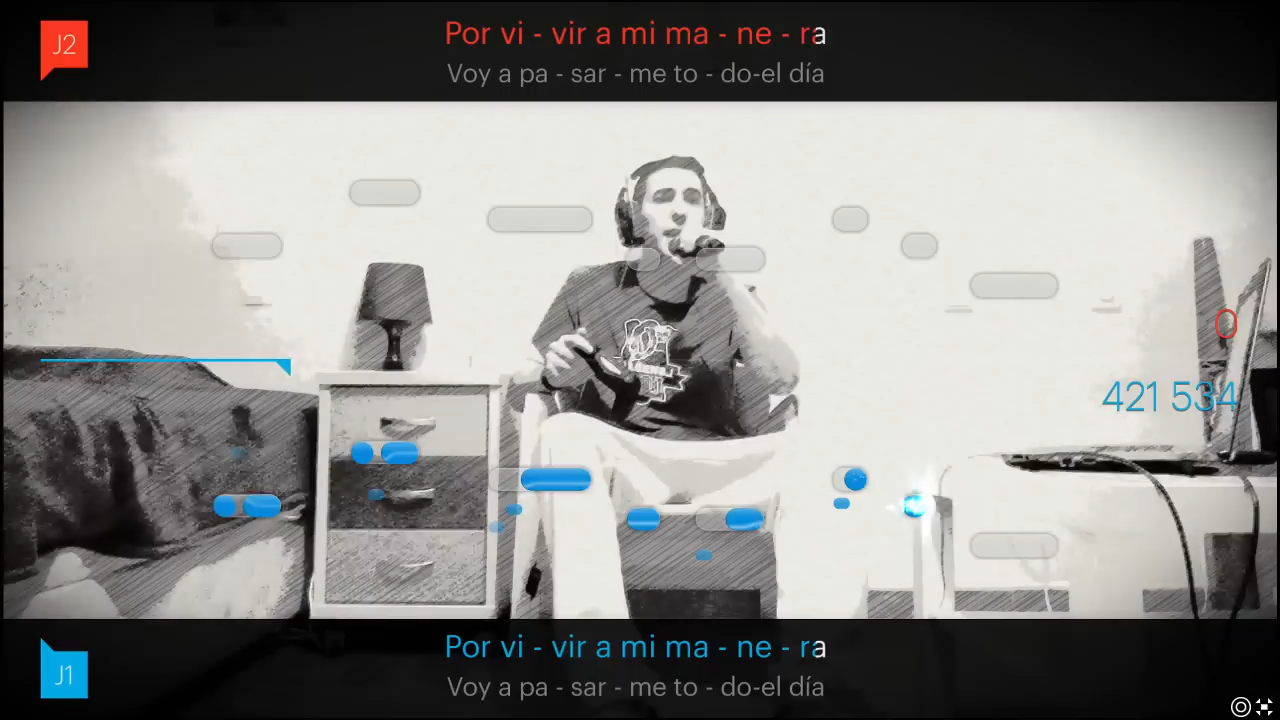 J2
Por vi - vir a mi ma - ne - ra
Voy a pa - sar - me to - do-el día
0
421 534
J1
Por vi - vir a mi ma - ne - ra
Voy a pa - sar - me to - do-el día